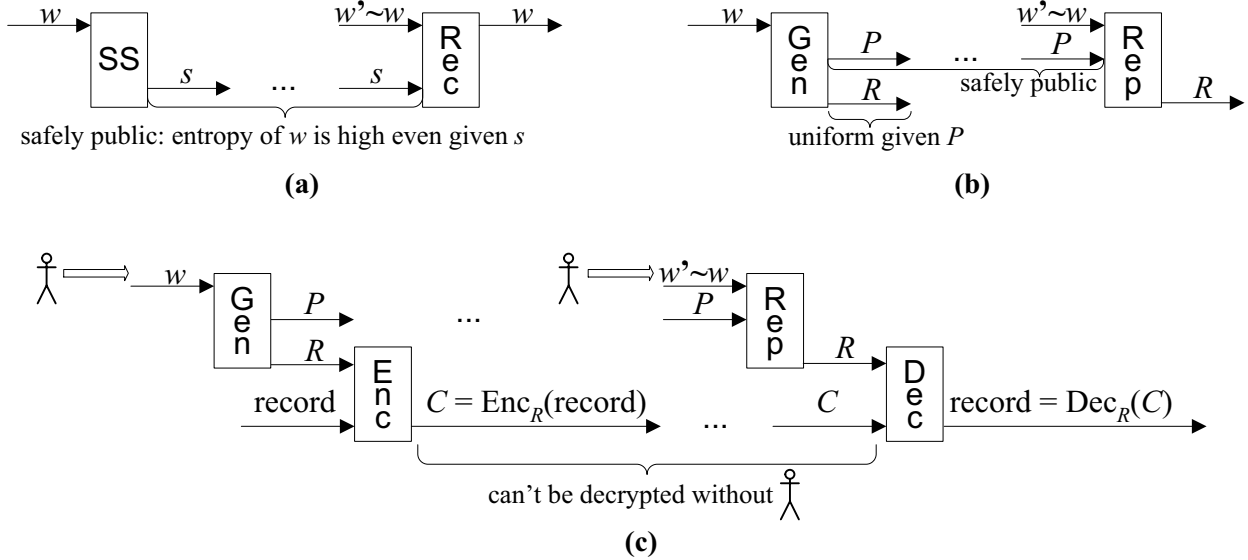 w
SS
s
...
s
w’~w
Rec
w
safely public: entropy of w is high even given s
(a)
w
Gen
P
R
...
w’~w
P
safely public
Rep
R
uniform given P
(b)
w
Gen
P
R
...
w’~w
P
Rep
R
record
Enc
C = Enc_R(record)
...
C
Dec
record = Dec_R(C)
can’t be decrypted without
(c)